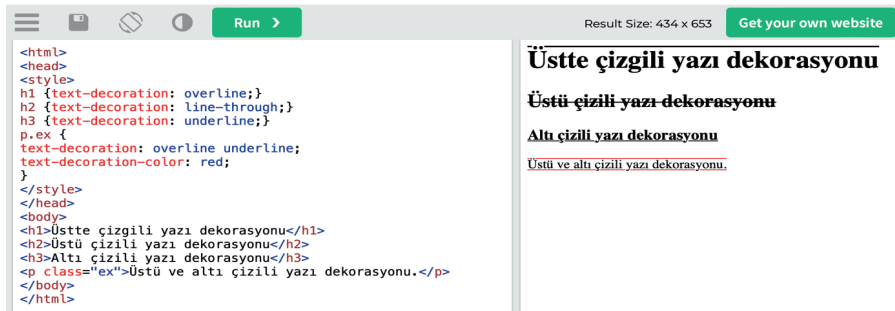 Run ❯
Result Size: 434 x 653
Get your own website
<html>
<head>
<style>
h1 {text-decoration: overline;}
h2 {text-decoration: line-through;}
h3 {text-decoration: underline;}
p.ex {
text-decoration: overline underline;
text-decoration-color: red;
}
</style>
</head>
<body>
<h1>Üstte çizgili yazı dekorasyonu</h1>
<h2>Üstü çizili yazı dekorasyonu</h2>
<h3>Altı çizili yazı dekorasyonu</h3>
<p class="ex">Üstü ve altı çizili yazı dekorasyonu.</p>
</body>
</html>
Üstte çizgili yazı dekorasyonu
Üstü çizili yazı dekorasyonu
Altı çizili yazı dekorasyonu
Üstü ve altı çizili yazı dekorasyonu.